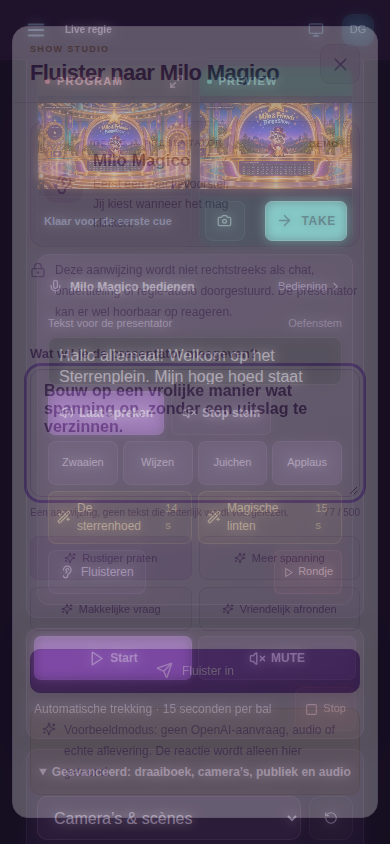 Live regie
DG
SHOW STUDIO
Fluister naar Milo Magico
PROGRAM
PREVIEW
Milo Magico
Jij kiest wanneer het mag
Klaar voor de eerste cue
TAKE
Deze aanwijzing wordt niet rechtstreeks als chat,
ondertiteling of regie-audio doorgestuurd. De presentator
kan er wel hoorbaar op reageren.
Milo Magico bedienen
Bediening
Tekst voor de presentator
Oefenstem
Hallo allemaal! Welkom op het
Sterrenplein. Mijn hoge hoed staat
Bouw op een vrolijke manier wat
spanning op, zonder een uitslag te
verzinnen.
Laat spreken
Stop stem
Zwaaien
Wijzen
Juichen
Applaus
De sterrenhoed
14 s
Magische linten
15 s
77 / 500
Rustiger praten
Meer spanning
Fluisteren
Rondje
Makkelijke vraag
Vriendelijk afronden
Start
MUTE
Fluister in
Automatische trekking · 15 seconden per bal
Stop
Voorbeeldmodus: geen OpenAI-aanvraag, audio of
echte aflevering. De reactie wordt alleen hier
Geavanceerd: draaiboek, camera's, publiek en audio
Camera's & scènes